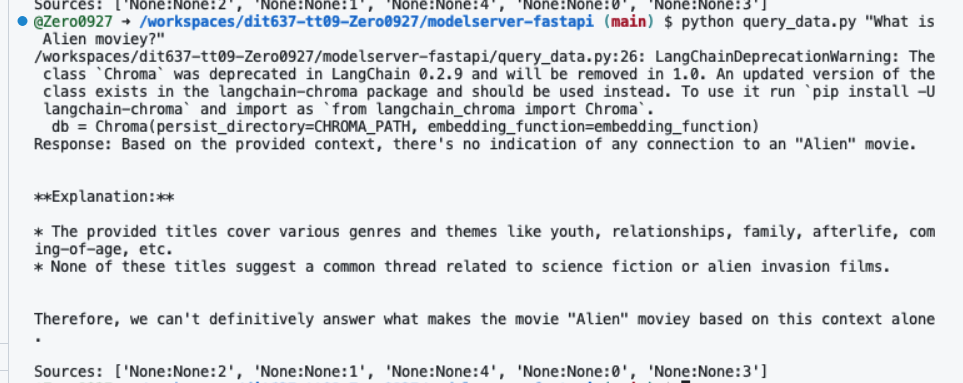 Sources: ['None:None:2', 'None:None:1', 'None:None:4', 'None:None:0', 'None:None:3']
@Zero0927 → /workspaces/dit637-tt09-Zero0927/modelserver-fastapi (main) $ python query_data.py "What is
Alien moviey?"
/workspaces/dit637-tt09-Zero0927/modelserver-fastapi/query_data.py:26: LangChainDeprecationWarning: The
class `Chroma` was deprecated in LangChain 0.2.9 and will be removed in 1.0. An updated version of the
class exists in the langchain-chroma package and should be used instead. To use it run `pip install -U
langchain-chroma` and import as `from langchain_chroma import Chroma`.
db = Chroma(persist_directory=CHROMA_PATH, embedding_function=embedding_function)
Response: Based on the provided context, there's no indication of any connection to an "Alien" movie.
**Explanation:**
* The provided titles cover various genres and themes like youth, relationships, family, afterlife, com
ing-of-age, etc.
* None of these titles suggest a common thread related to science fiction or alien invasion films.
Therefore, we can't definitively answer what makes the movie "Alien" moviey based on this context alone
.
Sources: ['None:None:2', 'None:None:1', 'None:None:4', 'None:None:0', 'None:None:3']